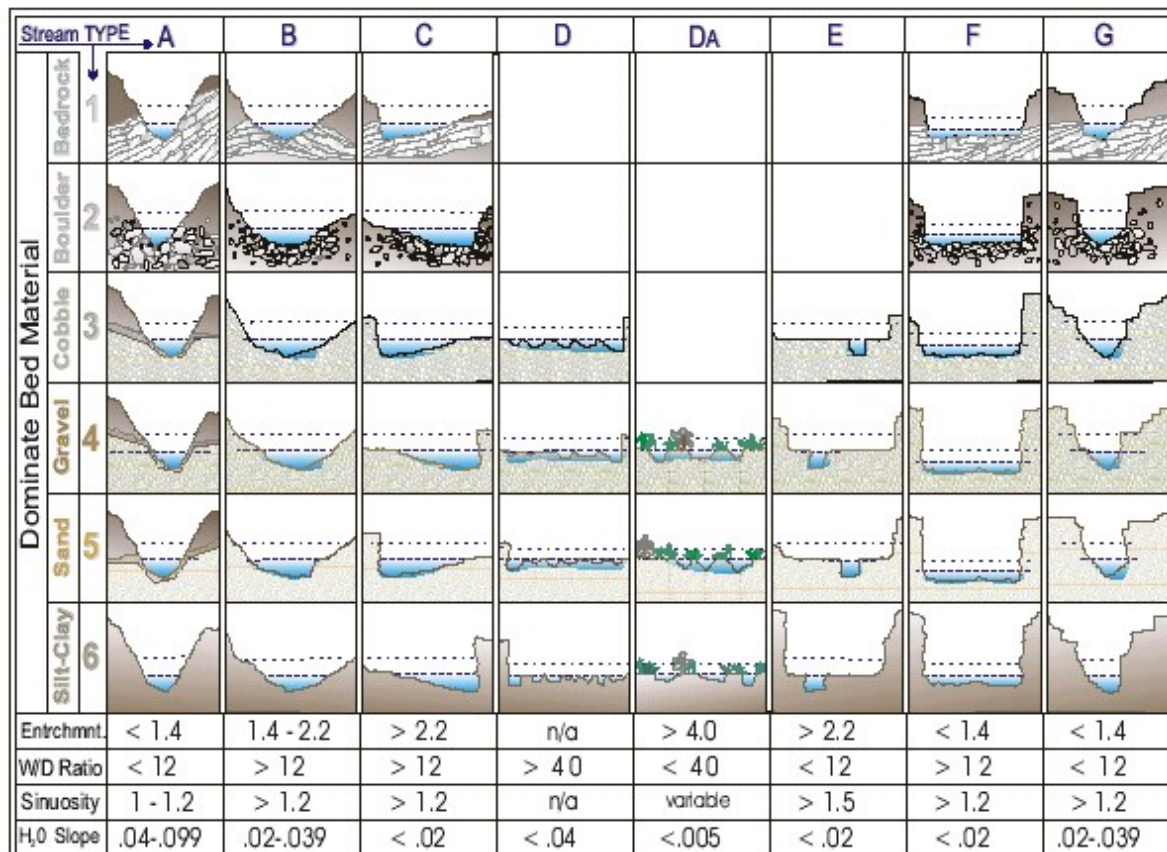 Stream TYPE A B C D DA E F G
Dominate Bed Material
Bedrock 1
Boulder 2
Cobble 3
Gravel 4
Sand 5
Silt-Clay 6
Entrchmnt. < 1.4 1.4 - 2.2 > 2.2 n/a > 4.0 > 2.2 < 1.4 < 1.4
W/D Ratio < 12 > 12 > 12 > 40 < 40 < 12 > 12 < 12
Sinuosity 1 - 1.2 > 1.2 > 1.2 n/a variable > 1.5 > 1.2 > 1.2
H₂0 Slope .04-.099 .02-.039 < .02 < .04 <.005 < .02 < .02 .02-.039